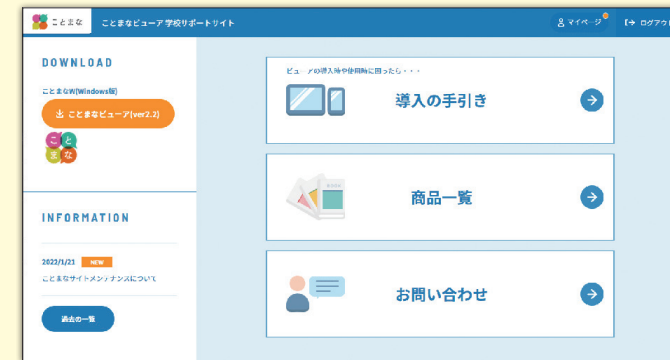 ことまな
ことまなビューア 学校サポートサイト
マイページ
ログアウ
DOWNLOAD
ことまなW(Windows版)
ことまなビューア(ver2.2)
こと
まな
INFORMATION
2022/1/21 NEW
ことまなサイトメンテナンスについて
過去の一覧
ビューアの導入時や使用時に困ったら・・・
導入の手引き
商品一覧
お問い合わせ